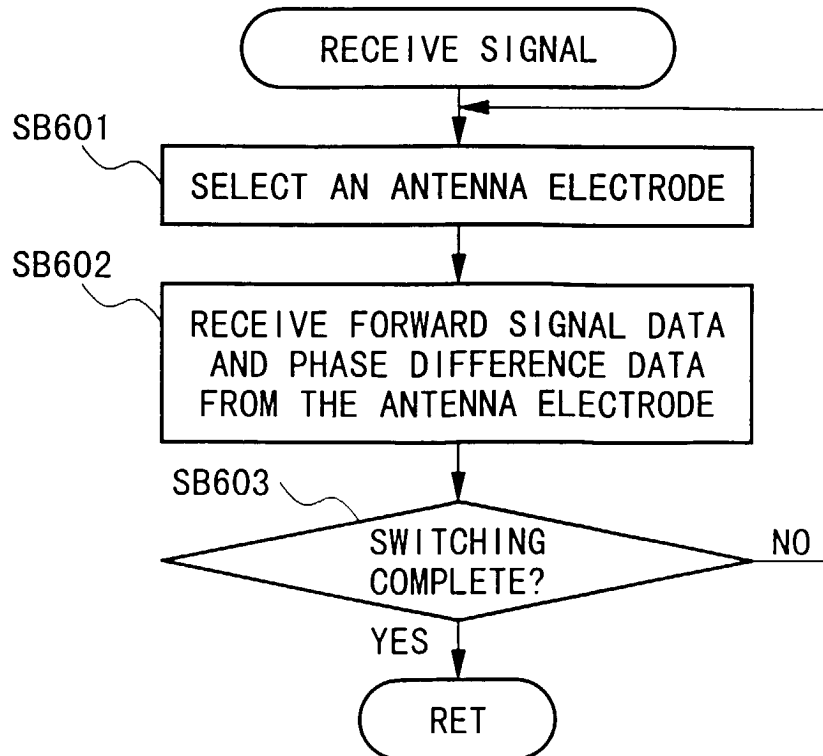 RECEIVE SIGNAL
SB601
SELECT AN ANTENNA ELECTRODE
SB602
RECEIVE FORWARD SIGNAL DATA
AND PHASE DIFFERENCE DATA
FROM THE ANTENNA ELECTRODE
SB603
SWITCHING
COMPLETE?
NO
YES
RET